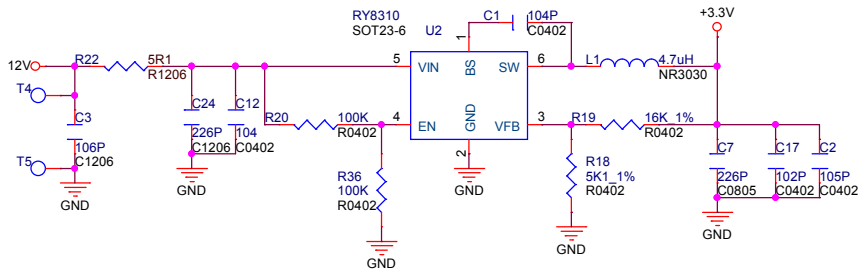 RY8310
SOT23-6
U2
C1
104P
C0402
+3.3V
12V
R22
5R1
R1206
5
VIN
1
BS
SW
6
L1
4.7uH
NR3030
T4
C3
106P
C1206
T5
GND
C24
226P
C1206
GND
C12
104
C0402
R20
100K
R0402
4
EN
GND
2
GND
VFB
3
R19
16K_1%
R0402
R36
100K
R0402
GND
R18
5K1_1%
R0402
GND
C7
226P
C0805
GND
C17
102P
C0402
C2
105P
C0402